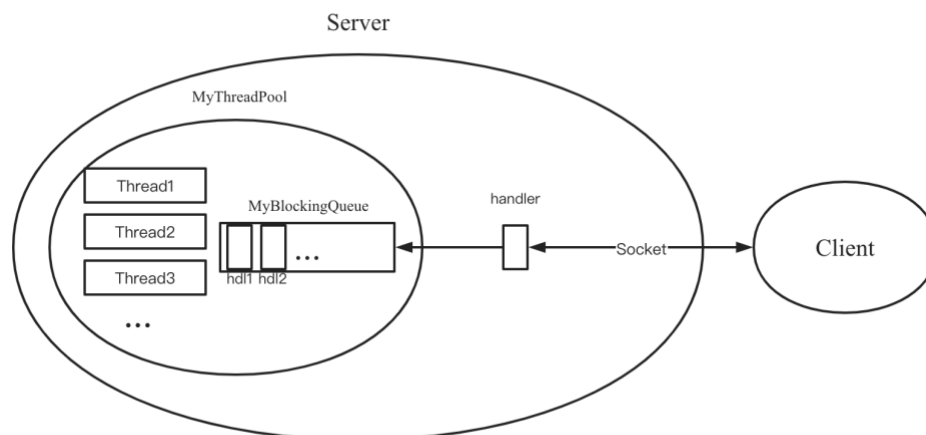 Server
MyThreadPool
Thread1
Thread2
Thread3
...
MyBlockingQueue
...
hdl1 hdl2
handler
Socket
Client